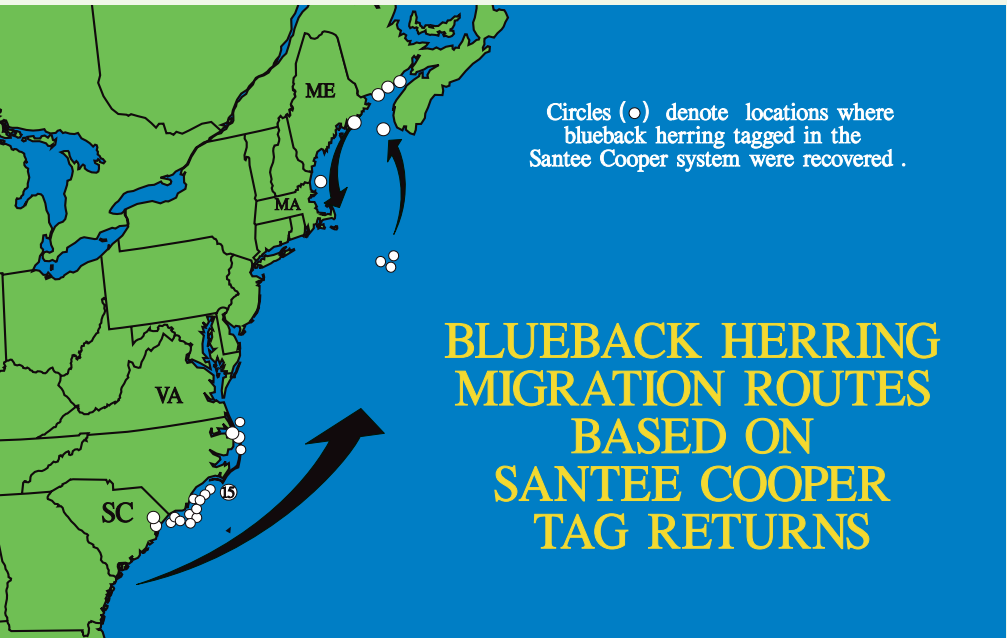 ME
Circles (○) denote locations where
blueback herring tagged in the
Santee Cooper system were recovered .
MA
BLUEBACK HERRING
MIGRATION ROUTES
BASED ON
SANTEE COOPER
TAG RETURNS
VA
15
SC